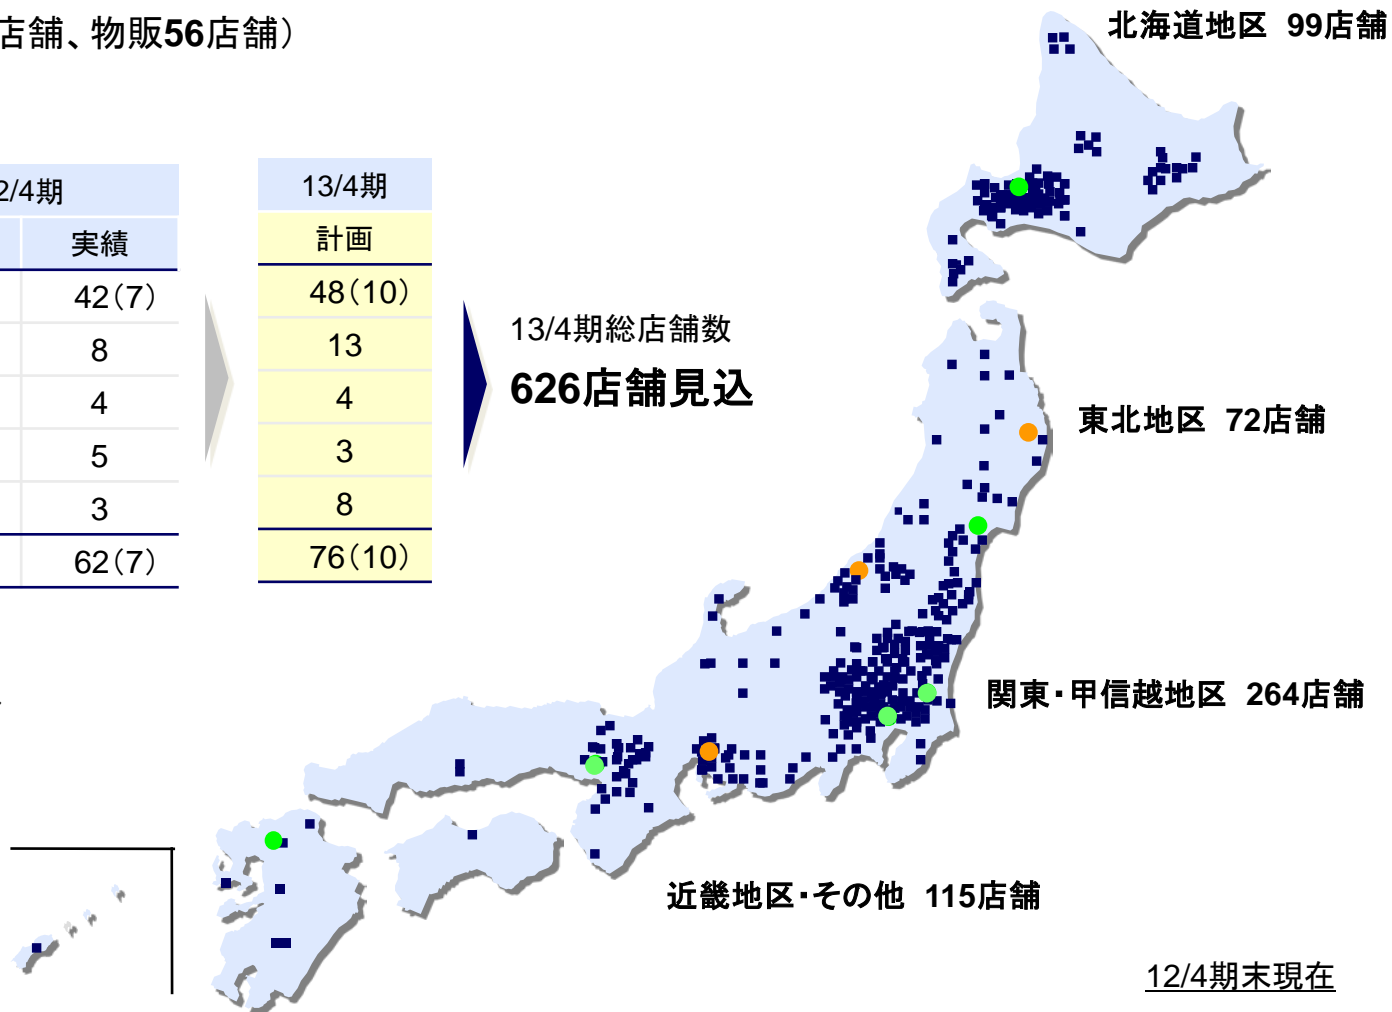 店舗、物販56店舗）
北海道地区 99店舗
2/4期
実績
42（7）
8
4
5
3
62（7）
13/4期
計画
48（10）
13
4
3
8
76（10）
13/4期総店舗数
626店舗見込
東北地区 72店舗
関東・甲信越地区 264店舗
近畿地区・その他 115店舗
12/4期末現在